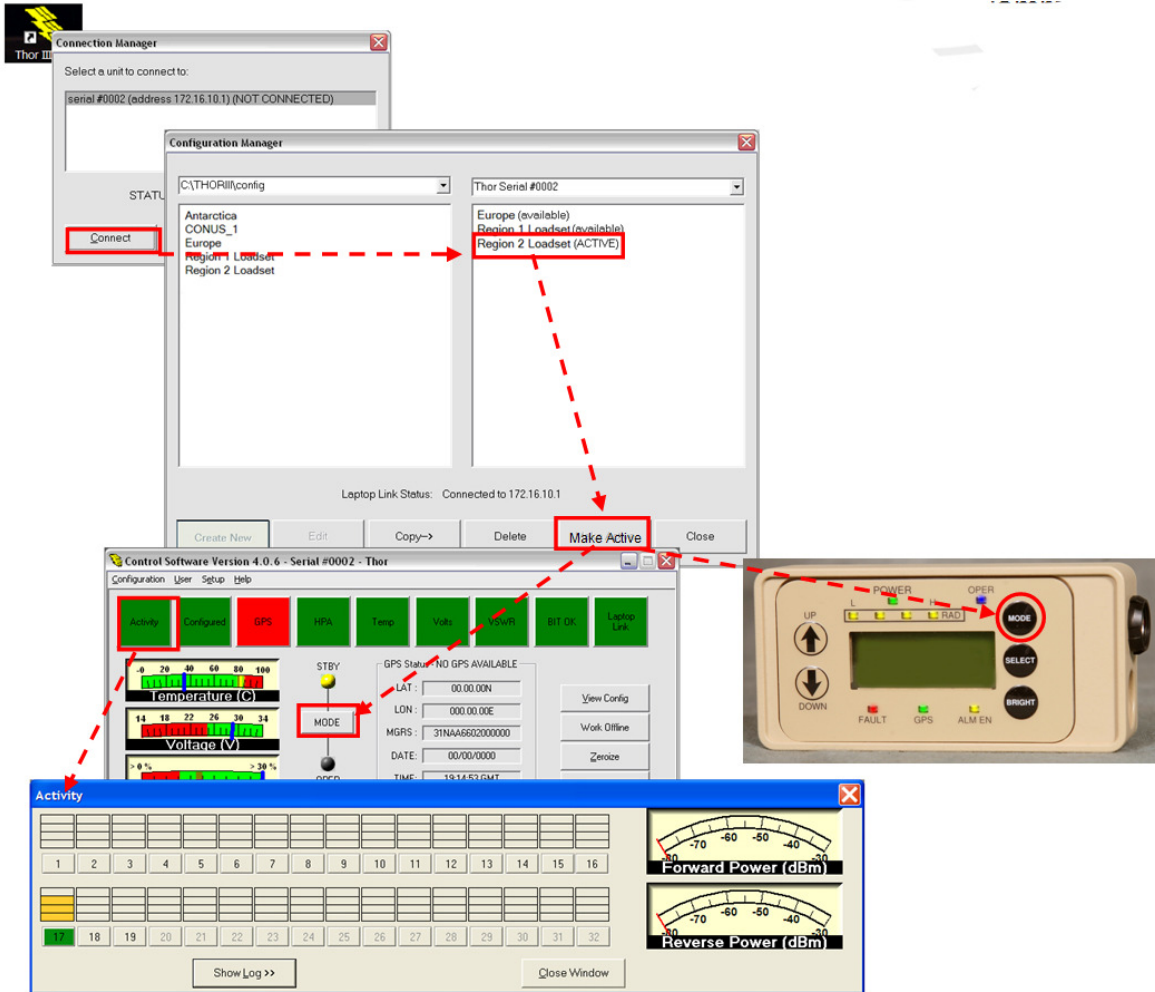 Thor III
Connection Manager
Select a unit to connect to:
serial #0002 (address 172.16.10.1) (NOT CONNECTED)
STATU
Connect
Configuration Manager
C:\THORIII\config
Thor Serial #0002
Antarctica
CONUS_1
Europe
Region 1 Loadset
Region 2 Loadset
Europe (available)
Region 1 Loadset (available)
Region 2 Loadset (ACTIVE)
Laptop Link Status: Connected to 172.16.10.1
Create New Edit Copy--> Delete Make Active Close
Control Software Version 4.0.6 - Serial #0002 - Thor
Configuration User Setup Help
Activity Configured GPS HPA Temp Volts VSWR BIT OK Laptop Link
-0 20 40 60 80 100
Temperature (C)
14 18 22 26 30 34
Voltage (V)
> 0 % > 30 %
STBY
MODE
OPER
GPS Status : NO GPS AVAILABLE
LAT : 00.00.00N
LON : 000.00.00E
MGRS : 31NAA6602000000
DATE: 00/00/0000
TIME: 19:14:53 GMT
View Config
Work Offline
Zeroize
POWER OPER
L H RAD
UP
DOWN
MODE
SELECT
BRIGHT
FAULT GPS ALM EN
Activity
1 2 3 4 5 6 7 8 9 10 11 12 13 14 15 16
17 18 19 20 21 22 23 24 25 26 27 28 29 30 31 32
-80 -70 -60 -50 -40 -30
Forward Power (dBm)
-80 -70 -60 -50 -40 -30
Reverse Power (dBm)
Show Log >>
Close Window